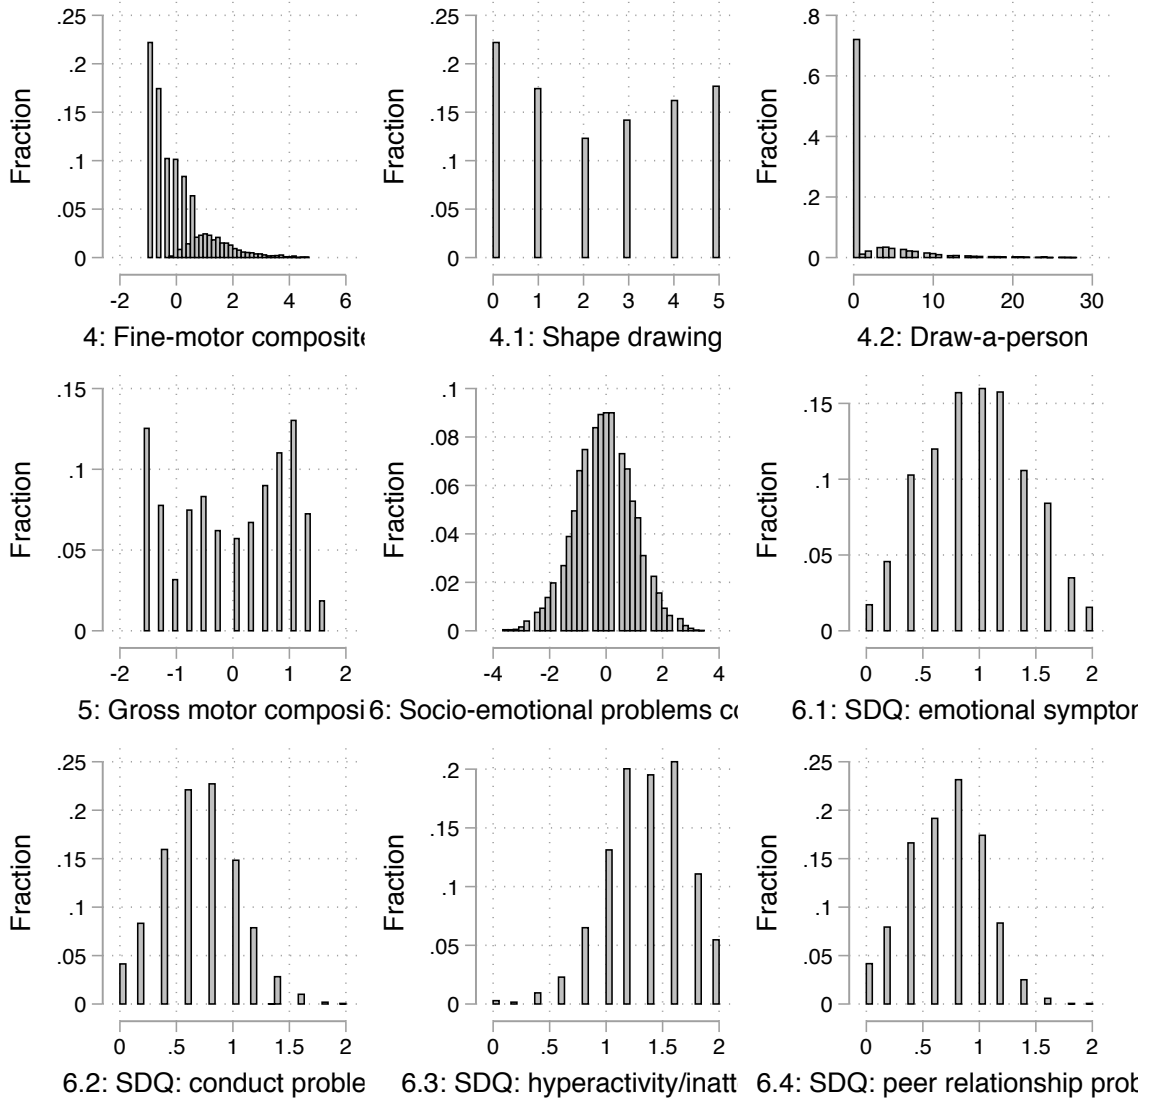 .25
.2
.15
.1
.05
0
Fraction
-2 0 2 4 6
4: Fine-motor composite
.25
.2
.15
.1
.05
0
Fraction
0 1 2 3 4 5
4.1: Shape drawing
.8
.6
.4
.2
0
Fraction
0 10 20 30
4.2: Draw-a-person
.15
.1
.05
0
Fraction
-2 -1 0 1 2
5: Gross motor composi
.1
.08
.06
.04
.02
0
Fraction
-4 -2 0 2 4
6: Socio-emotional problems co
.15
.1
.05
0
Fraction
0 .5 1 1.5 2
6.1: SDQ: emotional symptom
.25
.2
.15
.1
.05
0
Fraction
0 .5 1 1.5 2
6.2: SDQ: conduct proble
.2
.15
.1
.05
0
Fraction
0 .5 1 1.5 2
6.3: SDQ: hyperactivity/inatt
.25
.2
.15
.1
.05
0
Fraction
0 .5 1 1.5 2
6.4: SDQ: peer relationship prob